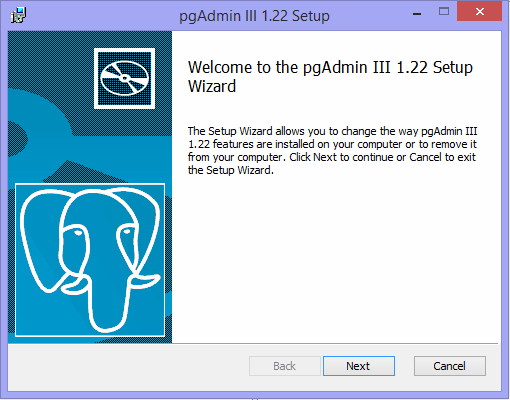 pgAdmin III 1.22 Setup
Welcome to the pgAdmin III 1.22 Setup
Wizard
The Setup Wizard allows you to change the way pgAdmin III
1.22 features are installed on your computer or to remove it
from your computer. Click Next to continue or Cancel to exit
the Setup Wizard.
Back
Next
Cancel